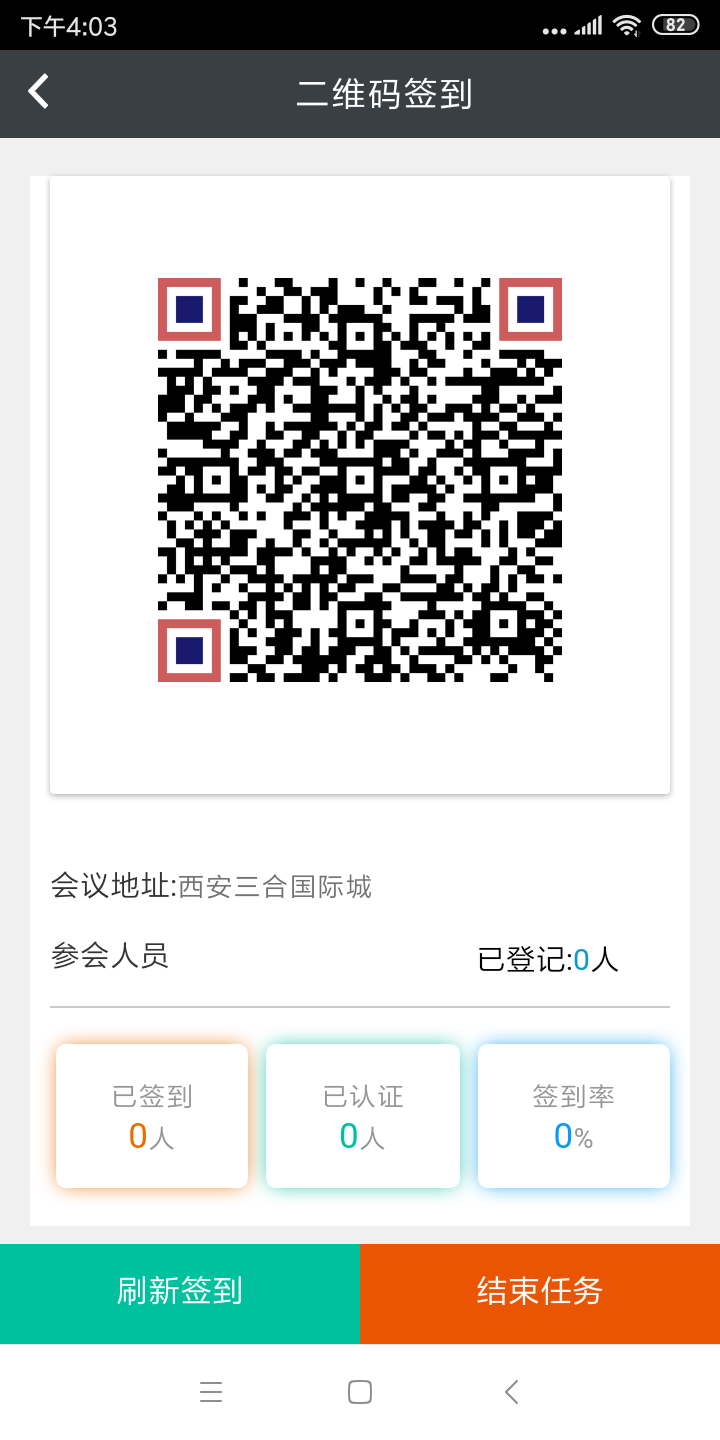 下午4:03
82
二维码签到
会议地址:西安三合国际城
参会人员
已登记:0人
已签到
0人
已认证
0人
签到率
0%
刷新签到
结束任务